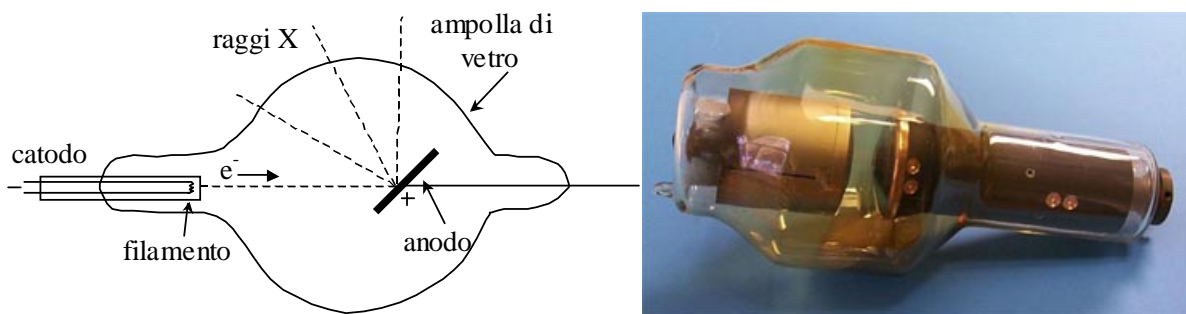 raggi X
ampolla di
vetro
catodo
e-
−
+
filamento
anodo